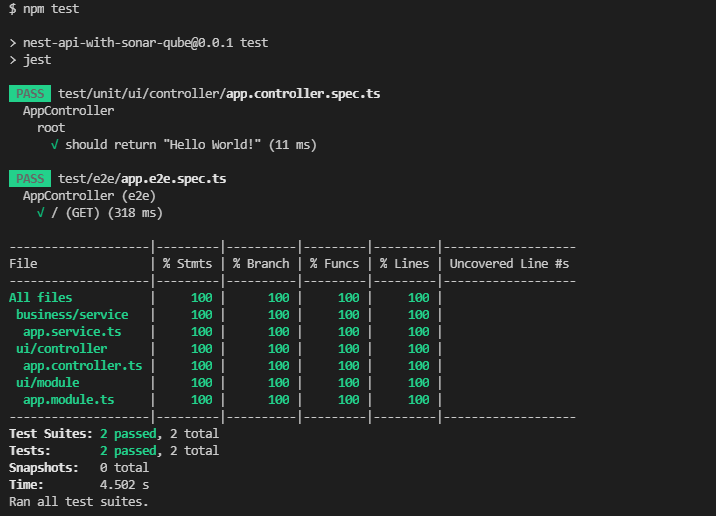 $ npm test
> nest-api-with-sonar-qube@0.0.1 test
> jest
PASS test/unit/ui/controller/app.controller.spec.ts
AppController
root
√ should return "Hello World!" (11 ms)
PASS test/e2e/app.e2e.spec.ts
AppController (e2e)
√ / (GET) (318 ms)
--------------------|---------|----------|---------|---------|-------------------
File                | % Stmts | % Branch | % Funcs | % Lines | Uncovered Line #s
--------------------|---------|----------|---------|---------|-------------------
All files           |     100 |      100 |     100 |     100 |
 business/service   |     100 |      100 |     100 |     100 |
  app.service.ts    |     100 |      100 |     100 |     100 |
 ui/controller      |     100 |      100 |     100 |     100 |
  app.controller.ts |     100 |      100 |     100 |     100 |
 ui/module          |     100 |      100 |     100 |     100 |
  app.module.ts     |     100 |      100 |     100 |     100 |
--------------------|---------|----------|---------|---------|-------------------
Test Suites: 2 passed, 2 total
Tests:       2 passed, 2 total
Snapshots:   0 total
Time:        4.502 s
Ran all test suites.